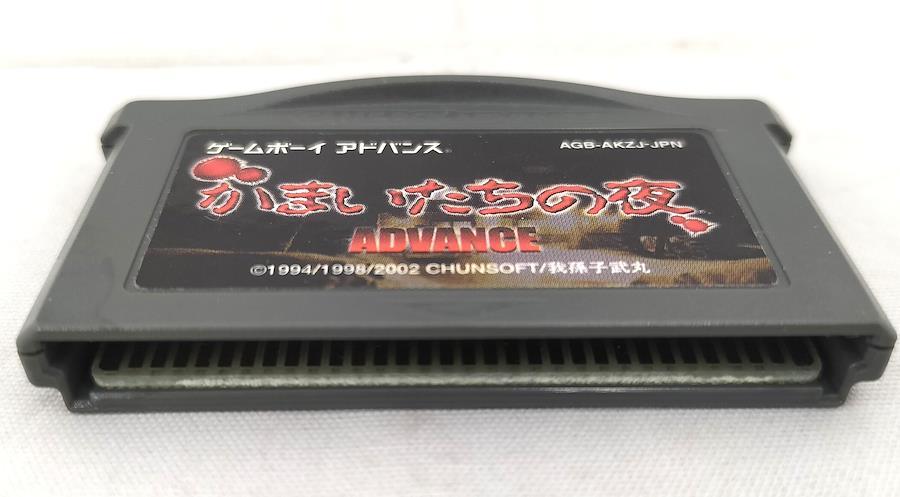 ゲームボーイ アドバンス®
AGB-AKZJ-JPN
かまいたちの夜
ADVANCE
©1994/1998/2002 CHUNSOFT/我孫子武丸